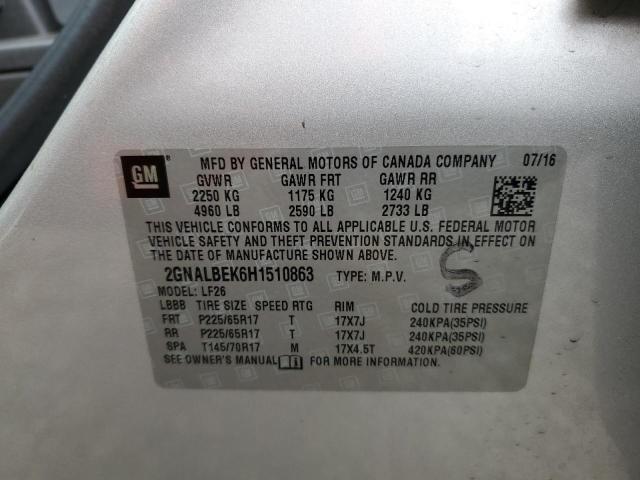 GM ® MFD BY GENERAL MOTORS OF CANADA COMPANY 07/16
GVWR GAWR FRT GAWR RR
2250 KG 1175 KG 1240 KG
4960 LB 2590 LB 2733 LB
THIS VEHICLE CONFORMS TO ALL APPLICABLE U.S. FEDERAL MOTOR
VEHICLE SAFETY AND THEFT PREVENTION STANDARDS IN EFFECT ON
THE DATE OF MANUFACTURE SHOWN ABOVE.
2GNALBEK6H1510863 TYPE: M.P.V. S
MODEL: LF26
LBBB TIRE SIZE SPEED RTG RIM COLD TIRE PRESSURE
FRT P225/65R17 T 17X7J 240KPA(35PSI)
RR P225/65R17 T 17X7J 240KPA(35PSI)
SPA T145/70R17 M 17X4.5T 420KPA(60PSI)
SEE OWNER'S MANUAL FOR MORE INFORMATION.